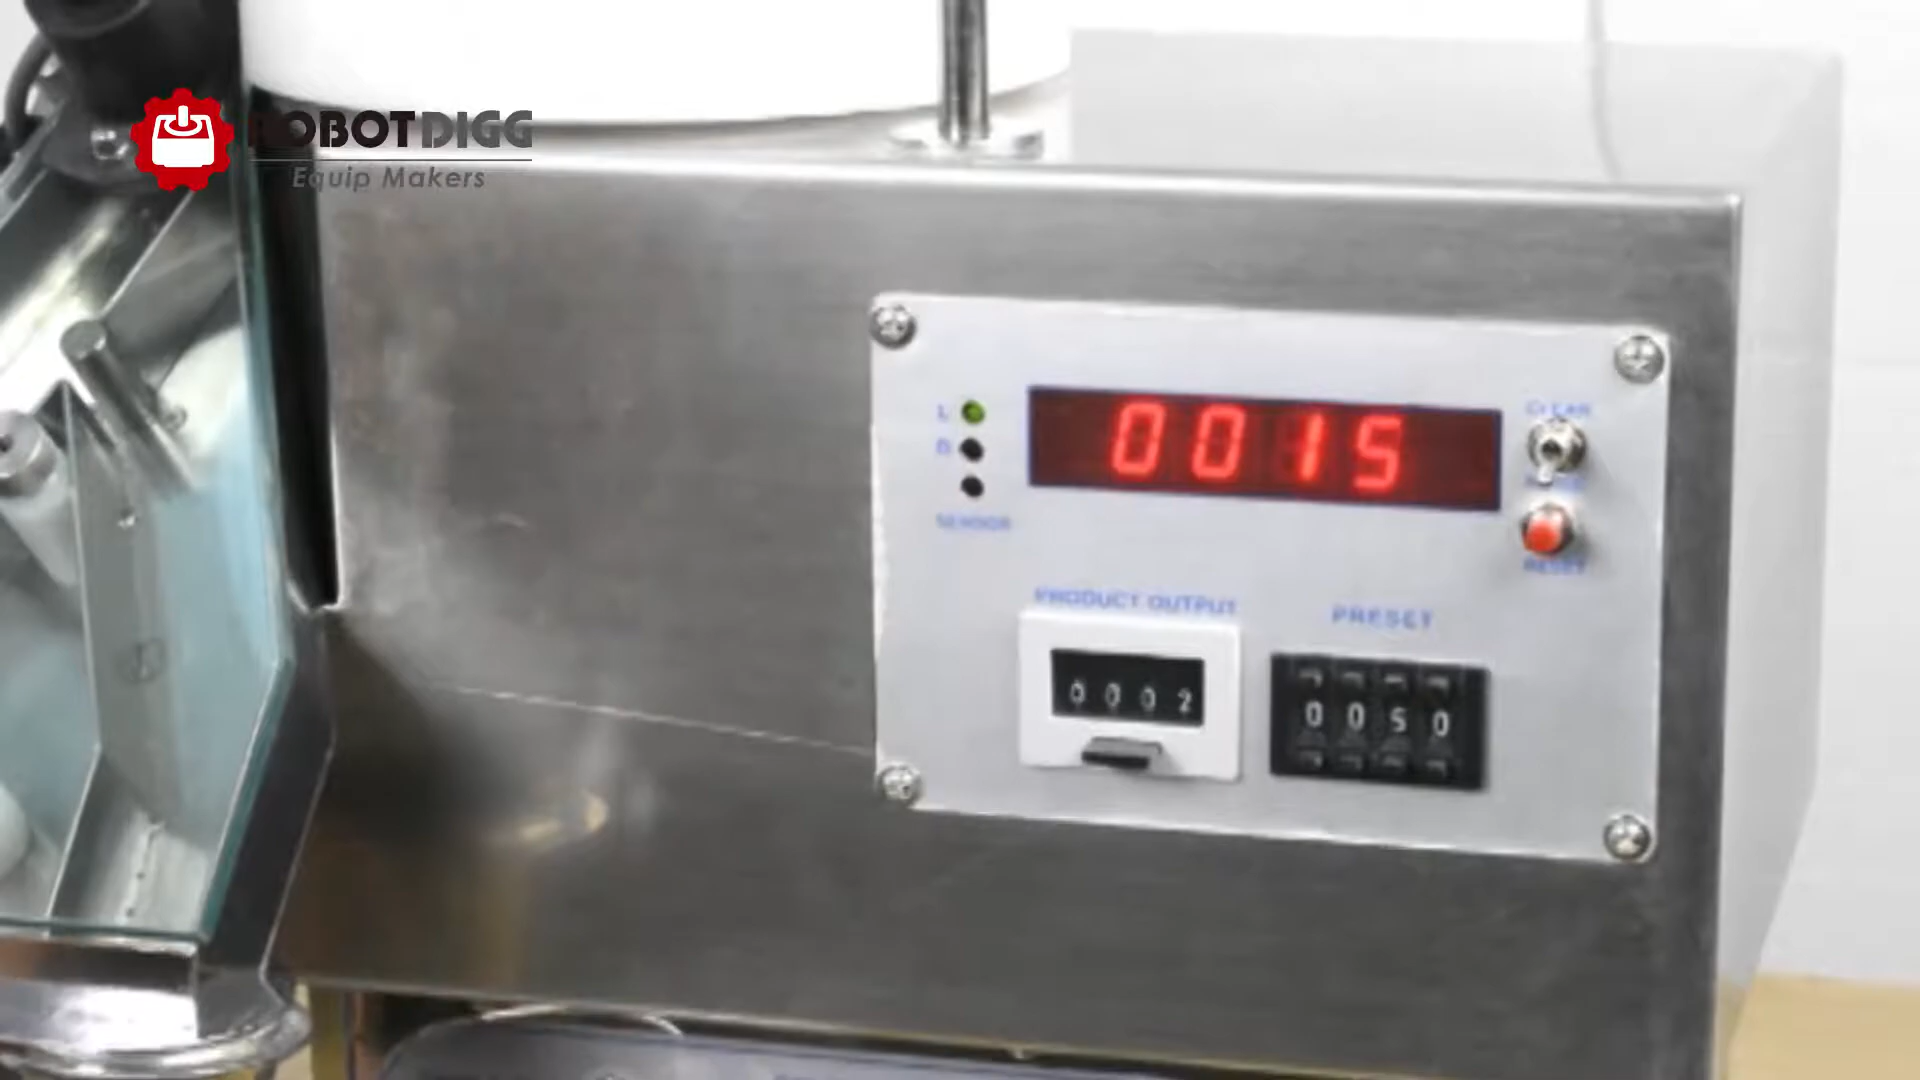 ROBOTDIGG
Equip Makers
CLEAR
L
0015
SENSOR
RESET
PRODUCT OUTPUT
PRESET
0002
0050